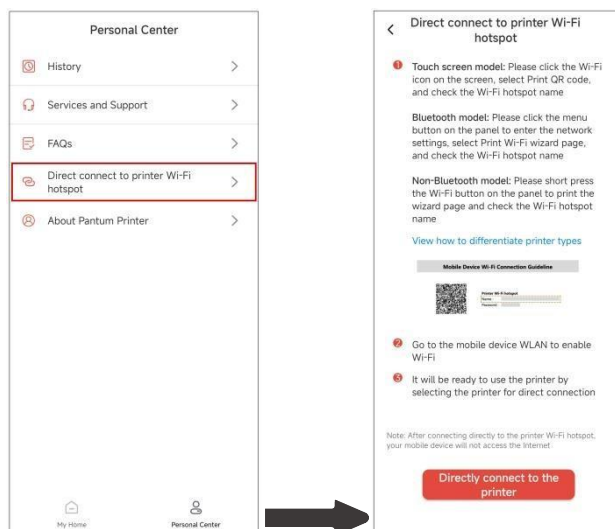 Personal Center
History
Services and Support
FAQs
Direct connect to printer Wi-Fi
hotspot
About Pantum Printer
My Home
Personal Center
Direct connect to printer Wi-Fi
hotspot
1 Touch screen model: Please click the Wi-Fi
icon on the screen, select Print QR code,
and check the Wi-Fi hotspot name
Bluetooth model: Please click the menu
button on the panel to enter the network
settings, select Print Wi-Fi wizard page,
and check the Wi-Fi hotspot name
Non-Bluetooth model: Please short press
the Wi-Fi button on the panel to print the
wizard page and check the Wi-Fi hotspot
name
View how to differentiate printer types
Mobile Device Wi-Fi Connection Guideline
Printer Wi-Fi hotspot
Name:
Password:
2 Go to the mobile device WLAN to enable
Wi-Fi
3 It will be ready to use the printer by
selecting the printer for direct connection
Note: After connecting directly to the printer Wi-Fi hotspot,
your mobile device will not access the Internet
Directly connect to the
printer